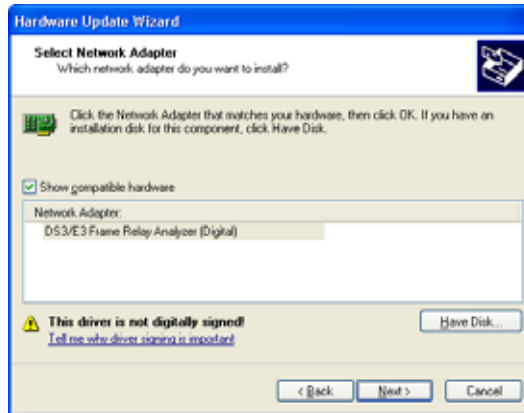 Hardware Update Wizard
Select Network Adapter
Which network adapter do you want to install?
Click the Network Adapter that matches your hardware, then click OK. If you have an
installation disk for this component, click Have Disk.
Show compatible hardware
Network Adapter:
DS3/E3 Frame Relay Analyzer (Digital)
This driver is not digitally signed!
Tell me why driver signing is important
Have Disk...
< Back
Next >
Cancel